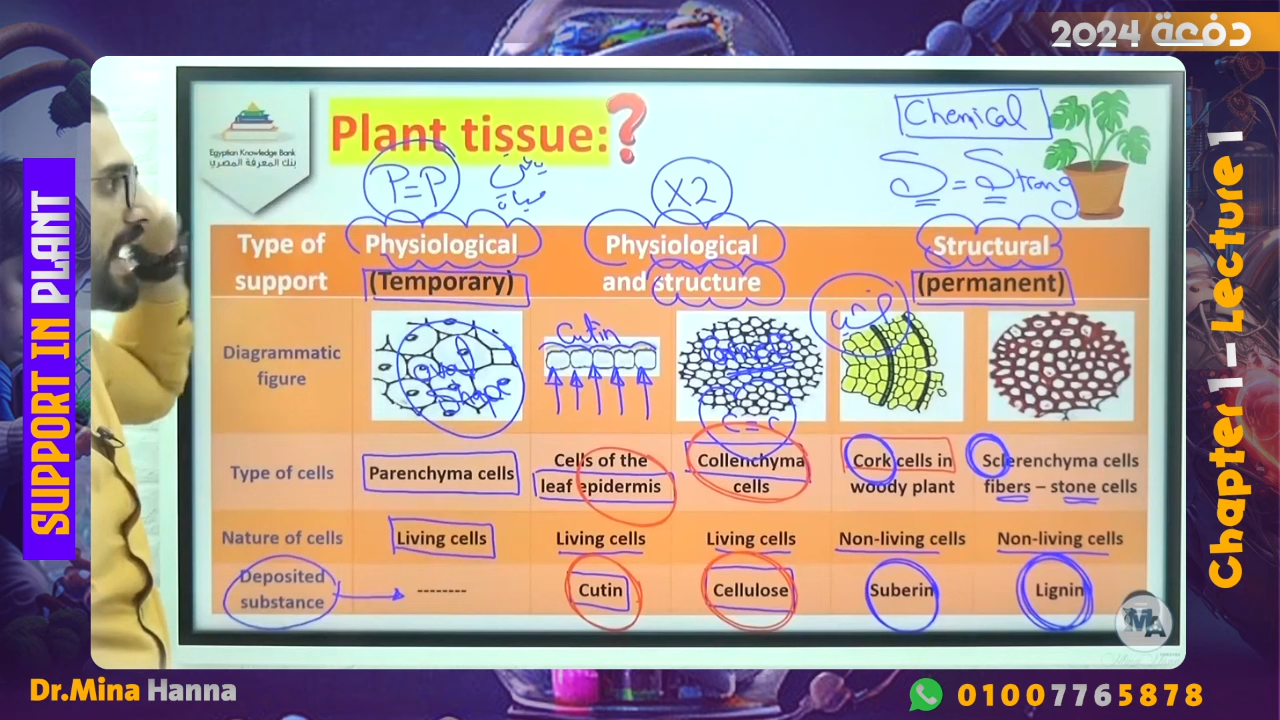 دفعة 2024
SUPPORT IN PLANT
Chapter 1 - Lecture 1
Egyptian Knowledge Bank
بنك المعرفة المصري
Plant tissue:?
Chemical
P=P
X2
S = Strong
Type of support
Physiological
(Temporary)
Physiological
and structure
Structural
(permanent)
Diagrammatic
figure
Oval
Shape
Cutin
C=C
Type of cells
Parenchyma cells
Cells of the
leaf epidermis
Collenchyma
cells
Cork cells in
woody plant
Sclerenchyma cells
fibers – stone cells
Nature of cells
Living cells
Living cells
Living cells
Non-living cells
Non-living cells
Deposited
substance
--------
Cutin
Cellulose
Suberin
Lignin
MA
Dr.Mina Hanna
01007765878